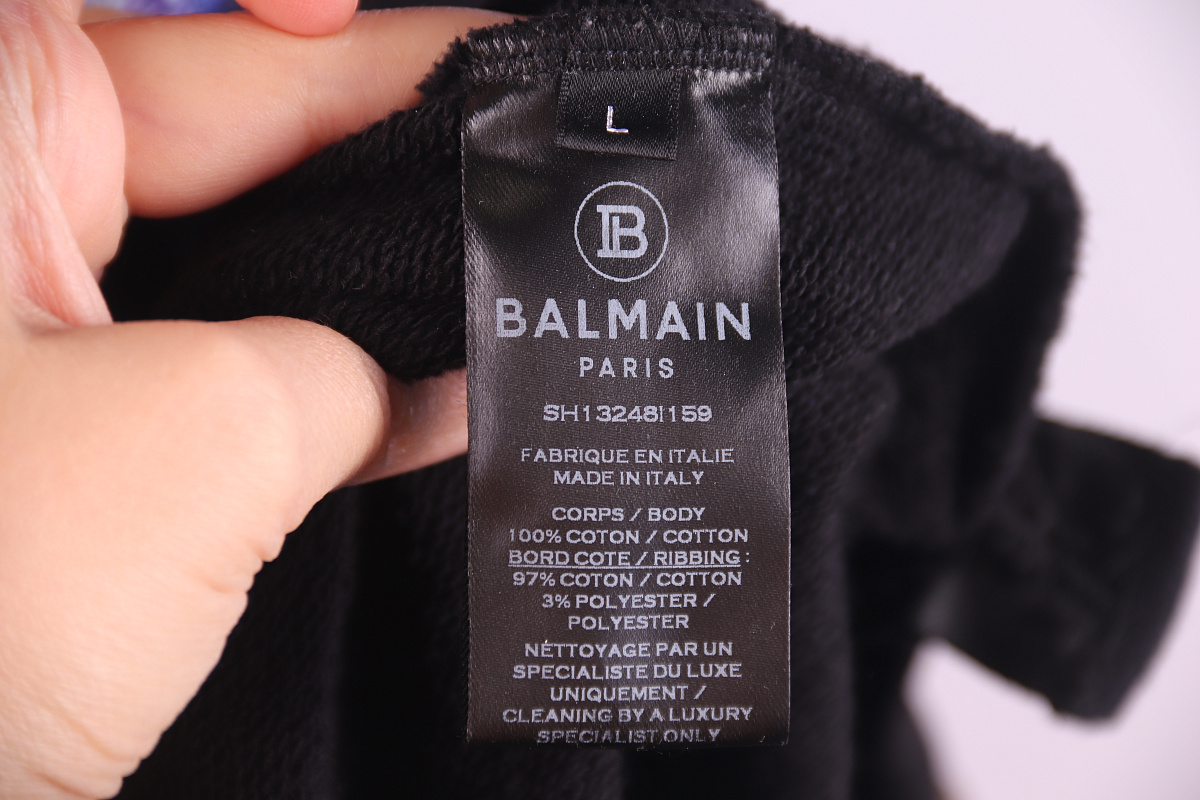 L
B
BALMAIN
PARIS
SH13248I159
FABRIQUE EN ITALIE
MADE IN ITALY
CORPS / BODY
100% COTON / COTTON
BORD COTE / RIBBING :
97% COTON / COTTON
3% POLYESTER /
POLYESTER
NETTOYAGE PAR UN
SPECIALISTE DU LUXE
UNIQUEMENT /
CLEANING BY A LUXURY
SPECIALIST ONLY